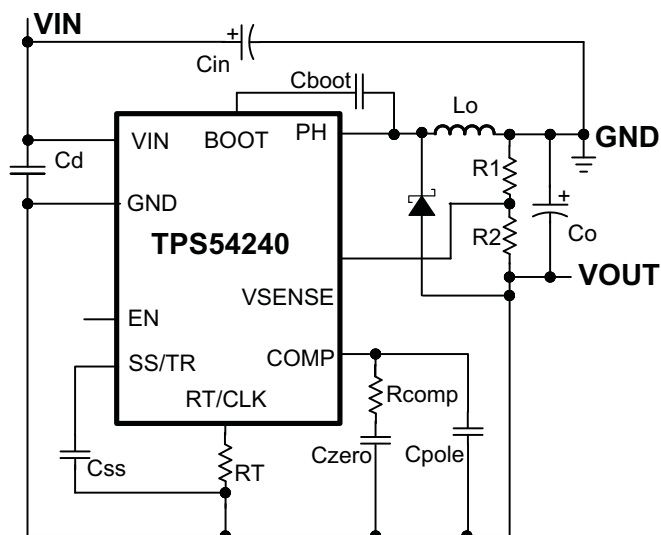 VIN
Cin
+
Cboot
Lo
VIN
BOOT
PH
GND
Cd
R1
GND
+
TPS54240
R2
Co
VOUT
VSENSE
EN
COMP
SS/TR
RT/CLK
Rcomp
Css
RT
Czero
Cpole